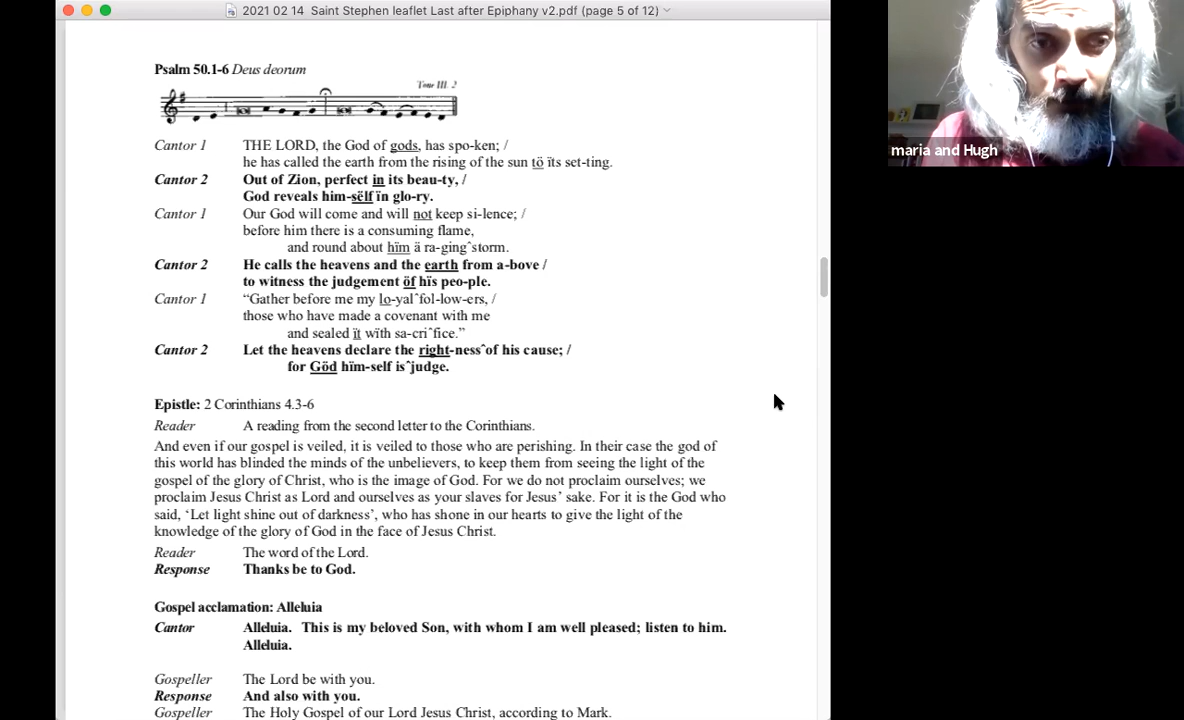 2021 02 14  Saint Stephen leaflet Last after Epiphany v2.pdf (page 5 of 12)
maria and Hugh
Psalm 50.1-6 Deus deorum
Tone III. 2
Cantor 1 THE LORD, the God of gods, has spo-ken; /
he has called the earth from the rising of the sun tö ïts set-ting.
Cantor 2 Out of Zion, perfect in its beau-ty, /
God reveals him-sëlf ïn glo-ry.
Cantor 1 Our God will come and will not keep si-lence; /
before him there is a consuming flame,
and round about hïm ä ra-ging^storm.
Cantor 2 He calls the heavens and the earth from a-bove /
to witness the judgement öf hïs peo-ple.
Cantor 1 “Gather before me my lo-yal^fol-low-ers, /
those who have made a covenant with me
and sealed ït wïth sa-cri^fice.”
Cantor 2 Let the heavens declare the right-ness^of his cause; /
for Göd hïm-self is^judge.
Epistle: 2 Corinthians 4.3-6
Reader A reading from the second letter to the Corinthians.
And even if our gospel is veiled, it is veiled to those who are perishing. In their case the god of
this world has blinded the minds of the unbelievers, to keep them from seeing the light of the
gospel of the glory of Christ, who is the image of God. For we do not proclaim ourselves; we
proclaim Jesus Christ as Lord and ourselves as your slaves for Jesus’ sake. For it is the God who
said, ‘Let light shine out of darkness’, who has shone in our hearts to give the light of the
knowledge of the glory of God in the face of Jesus Christ.
Reader The word of the Lord.
Response Thanks be to God.
Gospel acclamation: Alleluia
Cantor Alleluia.  This is my beloved Son, with whom I am well pleased; listen to him.
Alleluia.
Gospeller The Lord be with you.
Response And also with you.
Gospeller The Holy Gospel of our Lord Jesus Christ, according to Mark.